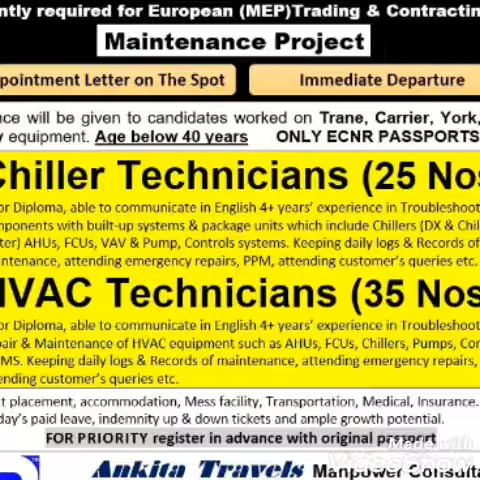 ntly required for European (MEP)Trading & Contractin
Maintenance Project
ppointment Letter on The Spot
Immediate Departure
nce will be given to candidates worked on Trane, Carrier, York,
y equipment. Age below 40 years ONLY ECNR PASSPORTS
Chiller Technicians (25 Nos
or Diploma, able to communicate in English 4+ years' experience in Troubleshoot
mponents with built-up systems & package units which include Chillers (DX & Chil
ter) AHUs, FCUs, VAV & Pump, Controls systems. Keeping daily logs & Records of
intenance, attending emergency repairs, PPM, attending customer's queries etc.
HVAC Technicians (35 Nos
or Diploma, able to communicate in English 4+ years' experience in Troubleshoot
pair & Maintenance of HVAC equipment such as AHUs, FCUs, Chillers, Pumps, Con
MS. Keeping daily logs & Records of maintenance, attending emergency repairs,
ending customer's queries etc.
t placement, accommodation, Mess facility, Transportation, Medical, Insurance.
day's paid leave, indemnity up & down tickets and ample growth potential.
FOR PRIORITY register in advance with original passport
Made with
Ankita Travels Manpower Consulta